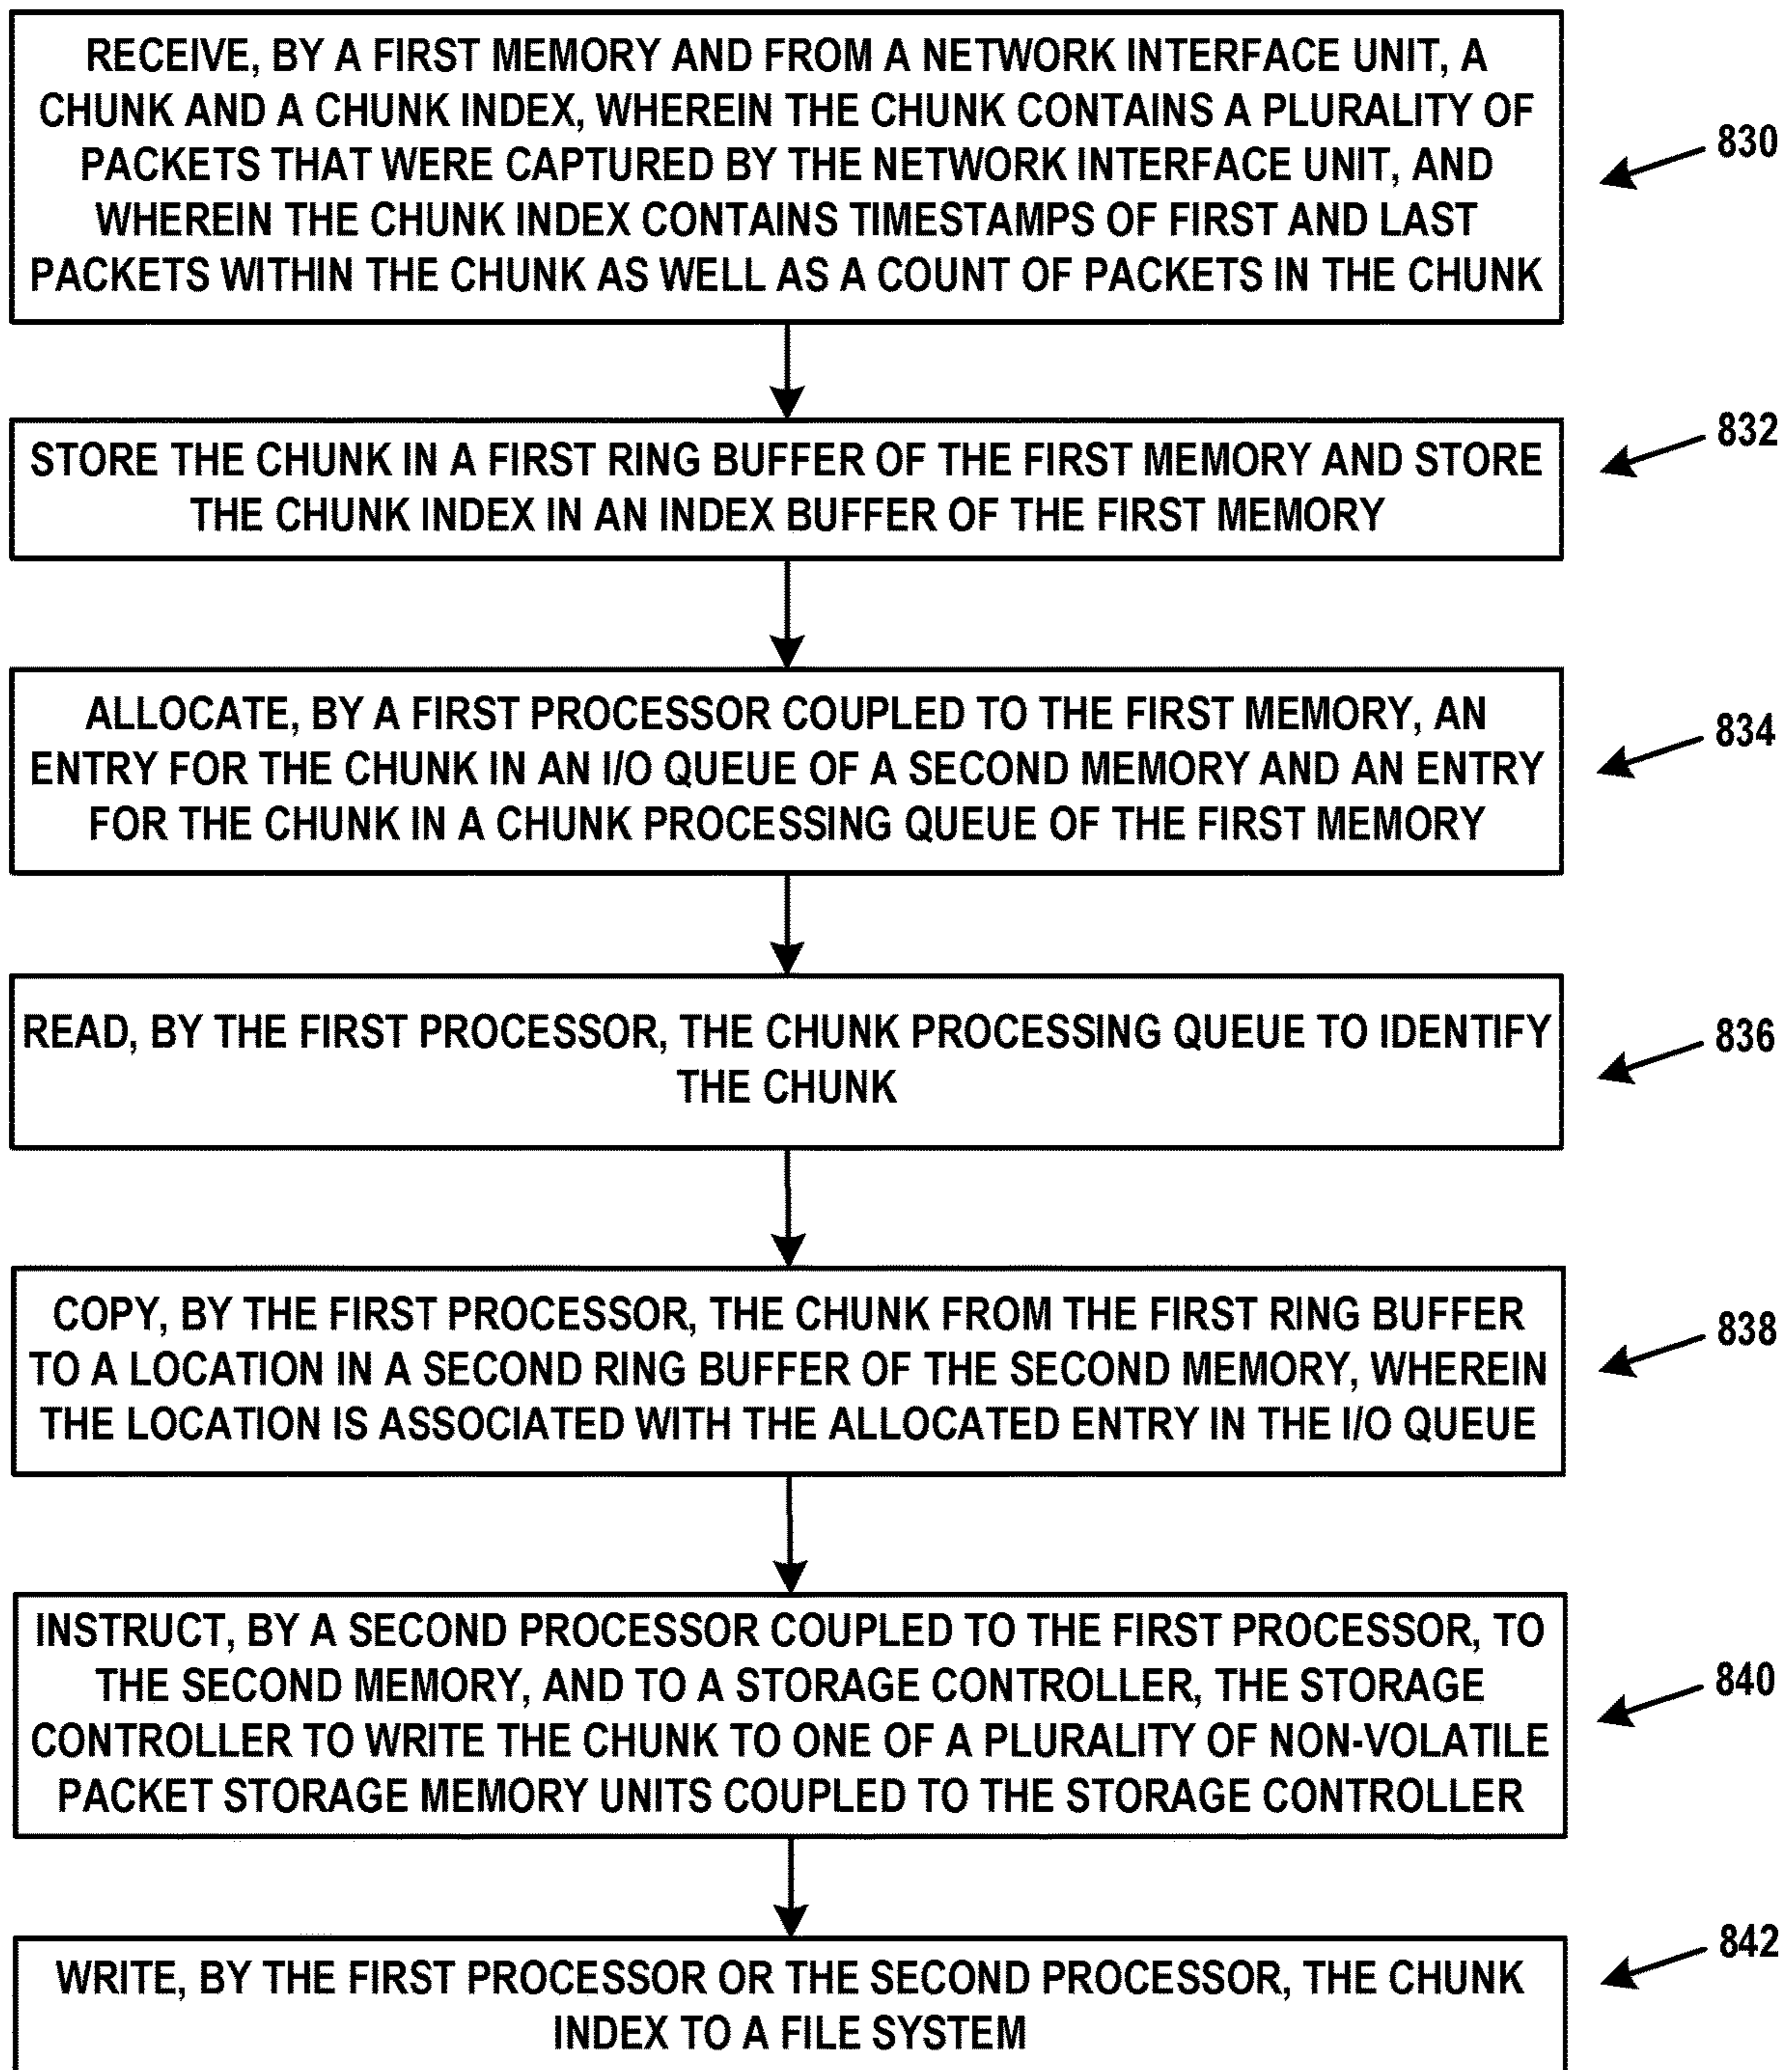 RECEIVE, BY A FIRST MEMORY AND FROM A NETWORK INTERFACE UNIT, A
CHUNK AND A CHUNK INDEX, WHEREIN THE CHUNK CONTAINS A PLURALITY OF
PACKETS THAT WERE CAPTURED BY THE NETWORK INTERFACE UNIT, AND
WHEREIN THE CHUNK INDEX CONTAINS TIMESTAMPS OF FIRST AND LAST
PACKETS WITHIN THE CHUNK AS WELL AS A COUNT OF PACKETS IN THE CHUNK
830
STORE THE CHUNK IN A FIRST RING BUFFER OF THE FIRST MEMORY AND STORE
THE CHUNK INDEX IN AN INDEX BUFFER OF THE FIRST MEMORY
832
ALLOCATE, BY A FIRST PROCESSOR COUPLED TO THE FIRST MEMORY, AN
ENTRY FOR THE CHUNK IN AN I/O QUEUE OF A SECOND MEMORY AND AN ENTRY
FOR THE CHUNK IN A CHUNK PROCESSING QUEUE OF THE FIRST MEMORY
834
READ, BY THE FIRST PROCESSOR, THE CHUNK PROCESSING QUEUE TO IDENTIFY
THE CHUNK
836
COPY, BY THE FIRST PROCESSOR, THE CHUNK FROM THE FIRST RING BUFFER
TO A LOCATION IN A SECOND RING BUFFER OF THE SECOND MEMORY, WHEREIN
THE LOCATION IS ASSOCIATED WITH THE ALLOCATED ENTRY IN THE I/O QUEUE
838
INSTRUCT, BY A SECOND PROCESSOR COUPLED TO THE FIRST PROCESSOR, TO
THE SECOND MEMORY, AND TO A STORAGE CONTROLLER, THE STORAGE
CONTROLLER TO WRITE THE CHUNK TO ONE OF A PLURALITY OF NON-VOLATILE
PACKET STORAGE MEMORY UNITS COUPLED TO THE STORAGE CONTROLLER
840
WRITE, BY THE FIRST PROCESSOR OR THE SECOND PROCESSOR, THE CHUNK
INDEX TO A FILE SYSTEM
842